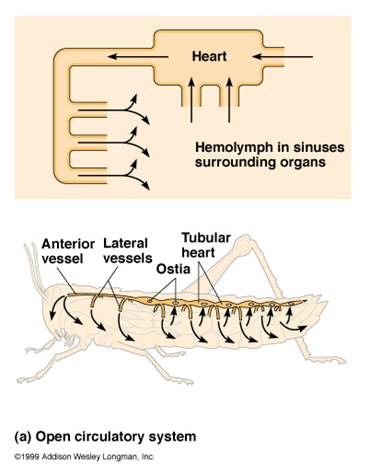 Heart
Hemolymph in sinuses
surrounding organs
Anterior
vessel
Lateral
vessels
Ostia
Tubular
heart
(a) Open circulatory system
©1999 Addison Wesley Longman, Inc.